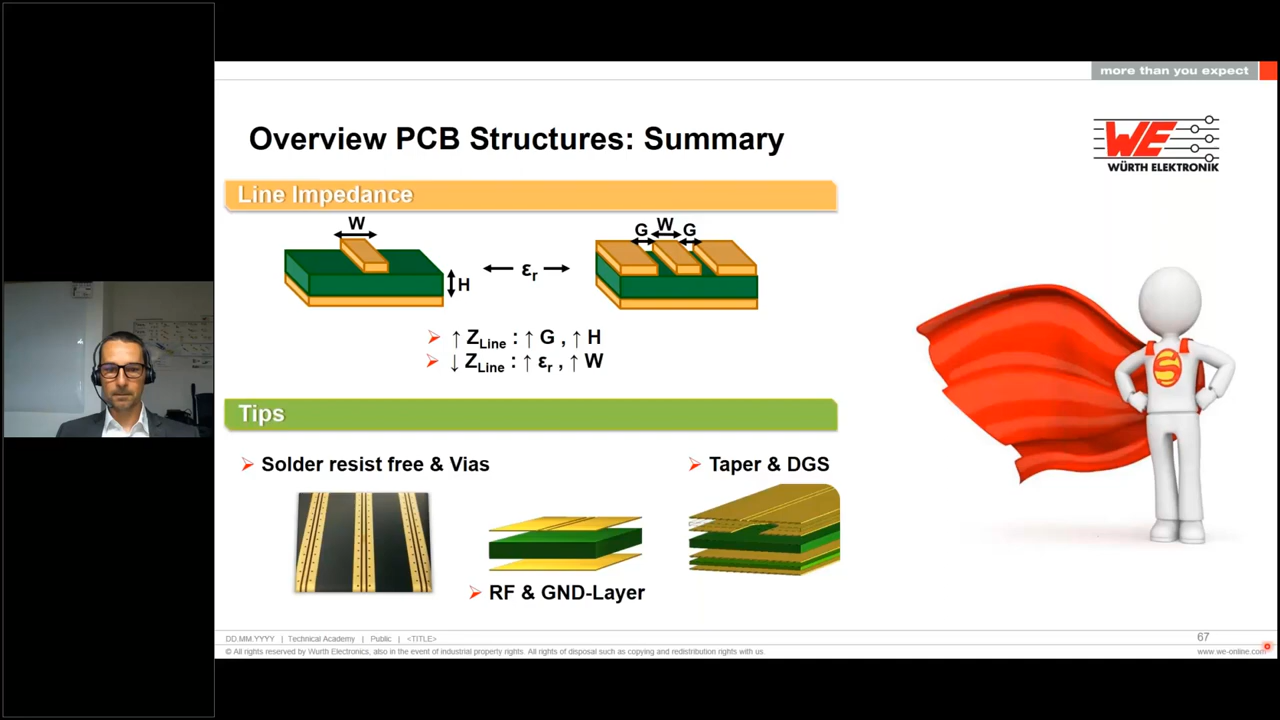 more than you expect
Overview PCB Structures: Summary
WE
WÜRTH ELEKTRONIK
Line Impedance
W
H
εr
G W G
↑ ZLine : ↑ G , ↑ H
↓ ZLine : ↑ εr , ↑ W
Tips
Solder resist free & Vias
Taper & DGS
RF & GND-Layer
S
DD.MM.YYYY | Technical Academy | Public | <TITLE>
67
© All rights reserved by Wurth Electronics, also in the event of industrial property rights. All rights of disposal such as copying and redistribution rights with us.
www.we-online.com